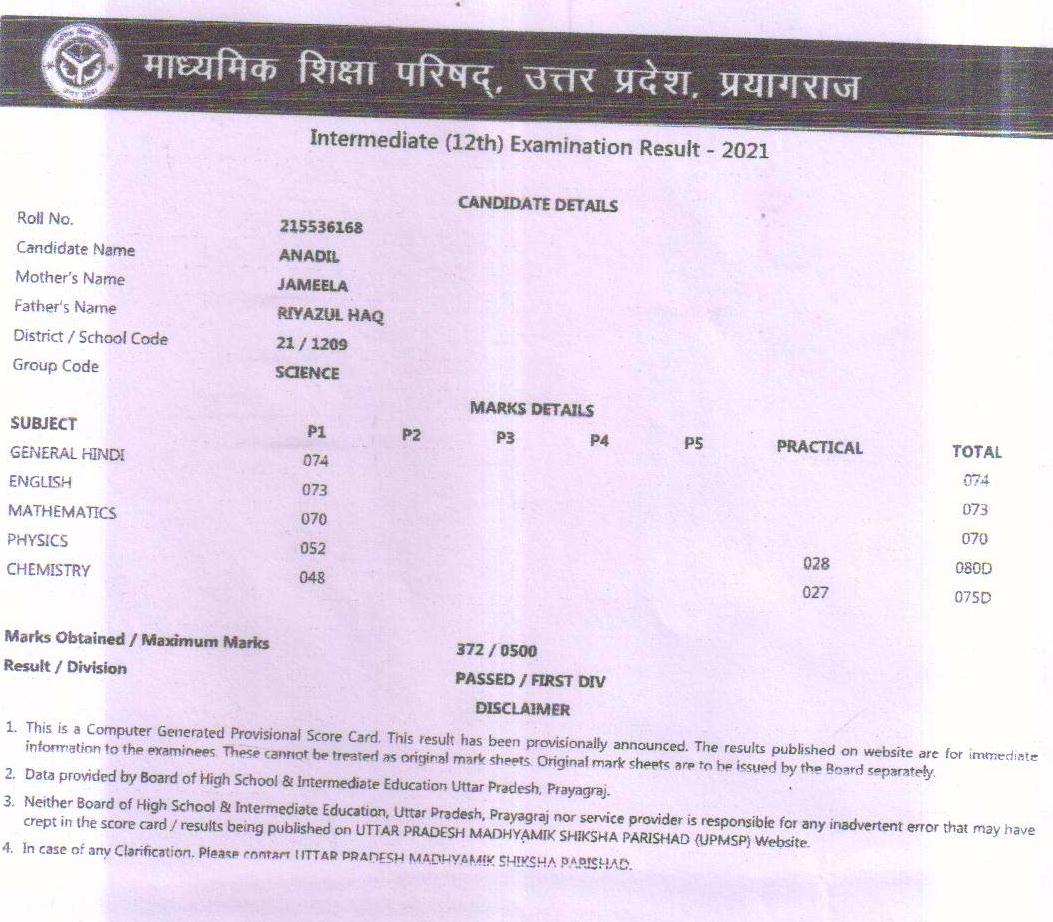 माध्यमिक शिक्षा परिषद्, उत्तर प्रदेश, प्रयागराज
Intermediate (12th) Examination Result - 2021
CANDIDATE DETAILS
Roll No. 215536168
Candidate Name ANADIL
Mother's Name JAMEELA
Father's Name RIYAZUL HAQ
District / School Code 21 / 1209
Group Code SCIENCE
MARKS DETAILS
SUBJECT P1 P2 P3 P4 P5 PRACTICAL TOTAL
GENERAL HINDI 074 074
ENGLISH 073 073
MATHEMATICS 070 070
PHYSICS 052 028 080D
CHEMISTRY 048 027 075D
Marks Obtained / Maximum Marks 372 / 0500
Result / Division PASSED / FIRST DIV
DISCLAIMER
1. This is a Computer Generated Provisional Score Card. This result has been provisionally announced. The results published on website are for immediate
information to the examinees. These cannot be treated as original mark sheets. Original mark sheets are to be issued by the Board separately.
2. Data provided by Board of High School & Intermediate Education Uttar Pradesh, Prayagraj.
3. Neither Board of High School & Intermediate Education, Uttar Pradesh, Prayagraj nor service provider is responsible for any inadvertent error that may have
crept in the score card / results being published on UTTAR PRADESH MADHYAMIK SHIKSHA PARISHAD (UPMSP) Website.
4. In case of any Clarification, Please contact UTTAR PRADESH MADHYAMIK SHIKSHA PARISHAD.